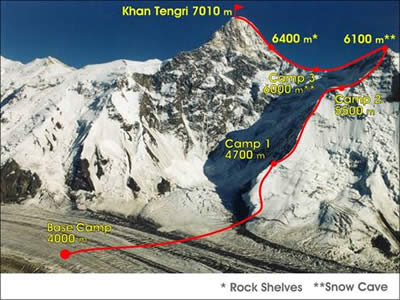 Khan Tengri 7010 m
6400 m*
6100 m**
Camp 3
6000 m**
Camp 2
5500 m
Camp 1
4700 m
Base Camp
4000 m
* Rock Shelves **Snow Cave